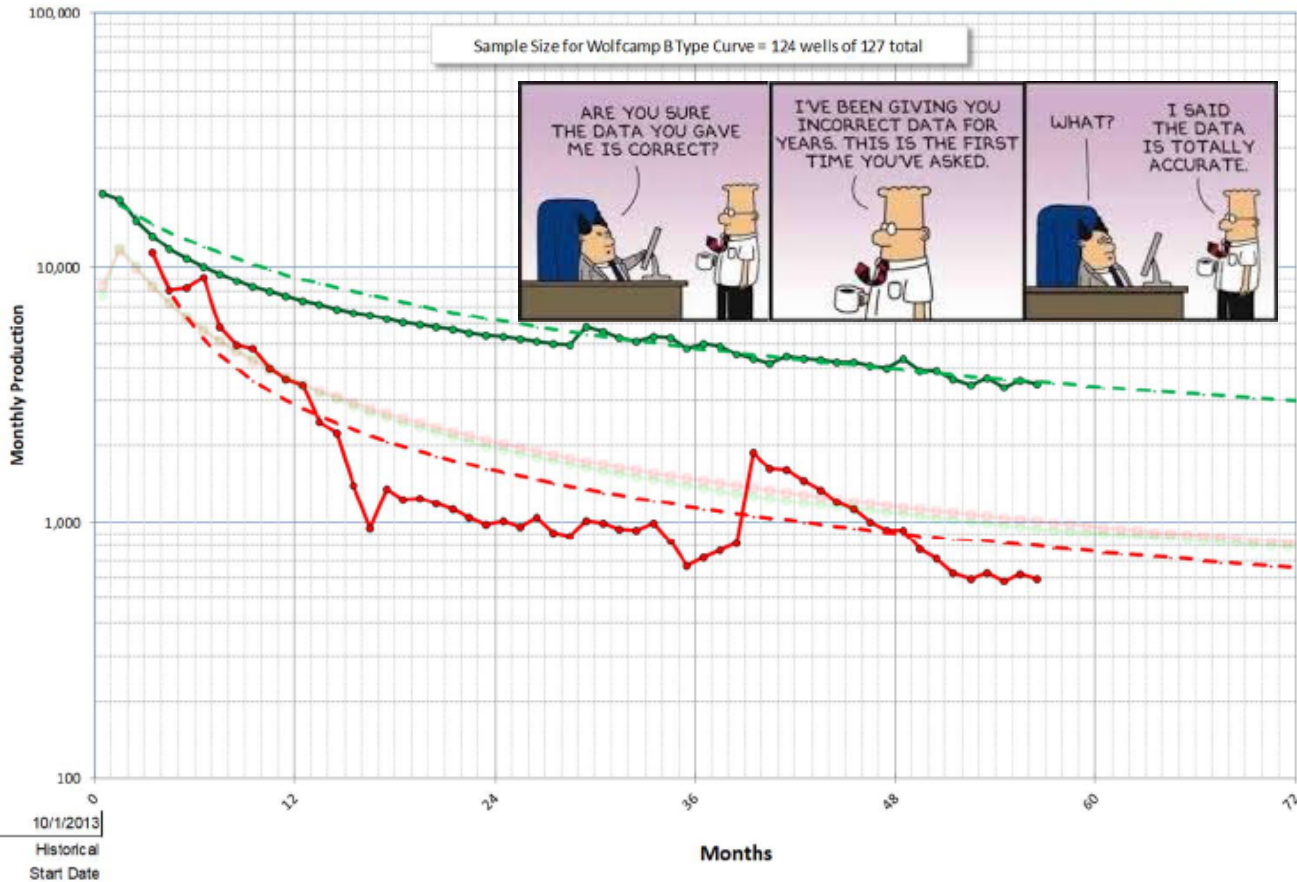 100,000
Sample Size for Wolfcamp B Type Curve = 124 wells of 127 total
ARE YOU SURE
THE DATA YOU GAVE
ME IS CORRECT?
I'VE BEEN GIVING YOU
INCORRECT DATA FOR
YEARS. THIS IS THE FIRST
TIME YOU'VE ASKED.
WHAT?
I SAID
THE DATA
IS TOTALLY
ACCURATE.
10,000
Monthly Production
1,000
100
0
12
24
36
48
60
72
10/1/2013
Historical
Start Date
Months